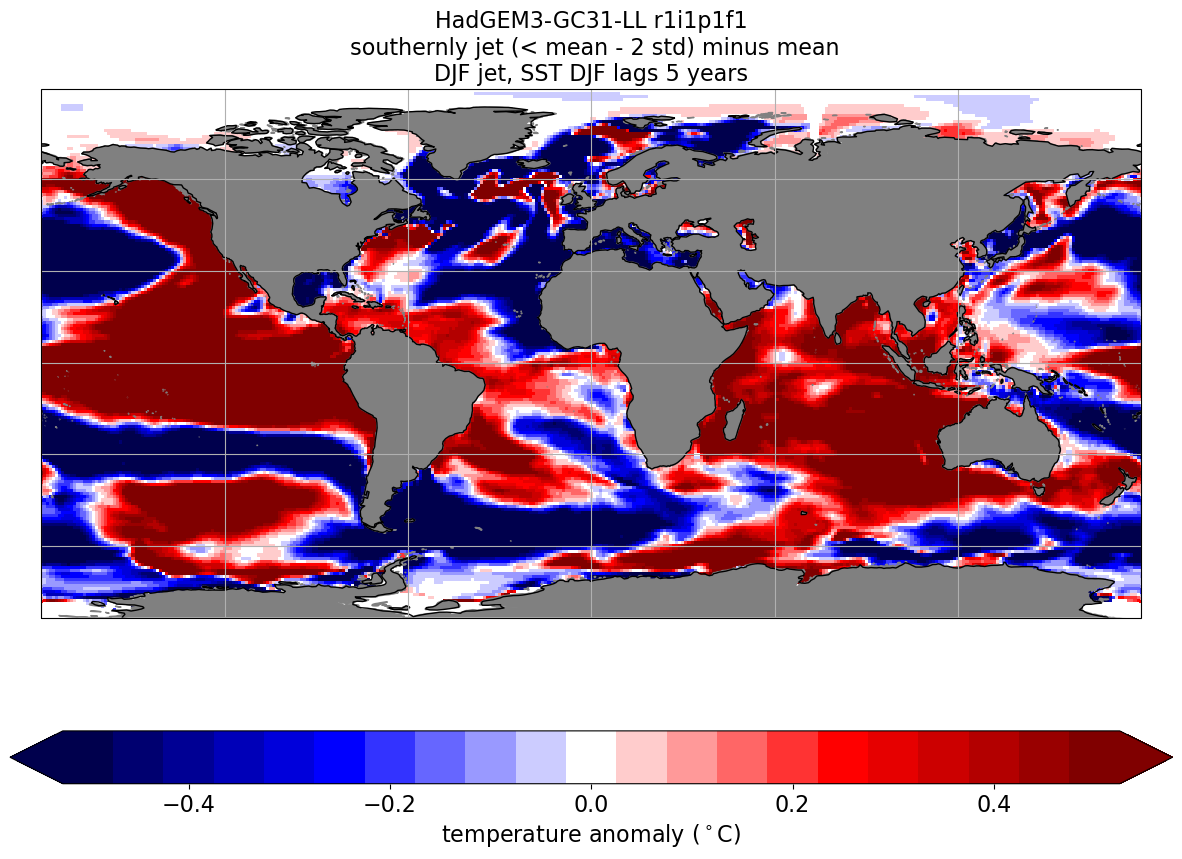 HadGEM3-GC31-LL r1i1p1f1
southernly jet (< mean - 2 std) minus mean
DJF jet, SST DJF lags 5 years
−0.4 −0.2 0.0 0.2 0.4
temperature anomaly (°C)